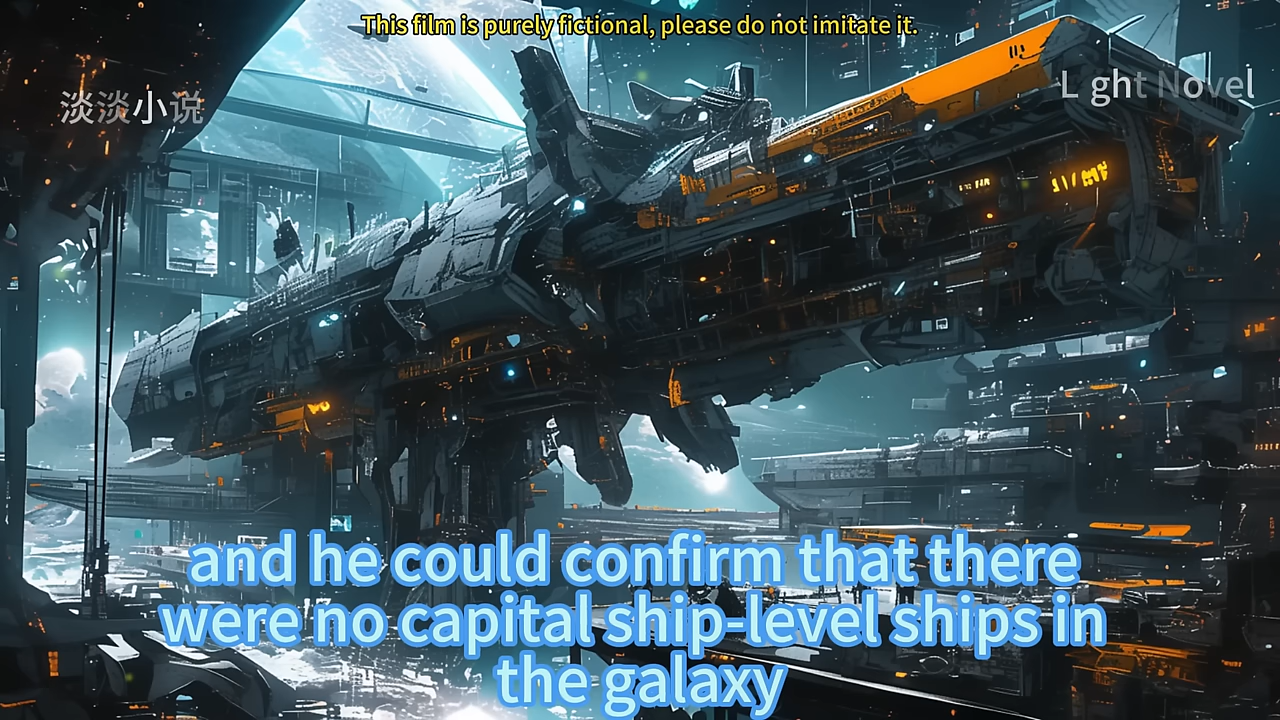 This film is purely fictional, please do not imitate it.
淡淡小说
L ght Novel
and he could confirm that there
were no capital ship-level ships in
the galaxy